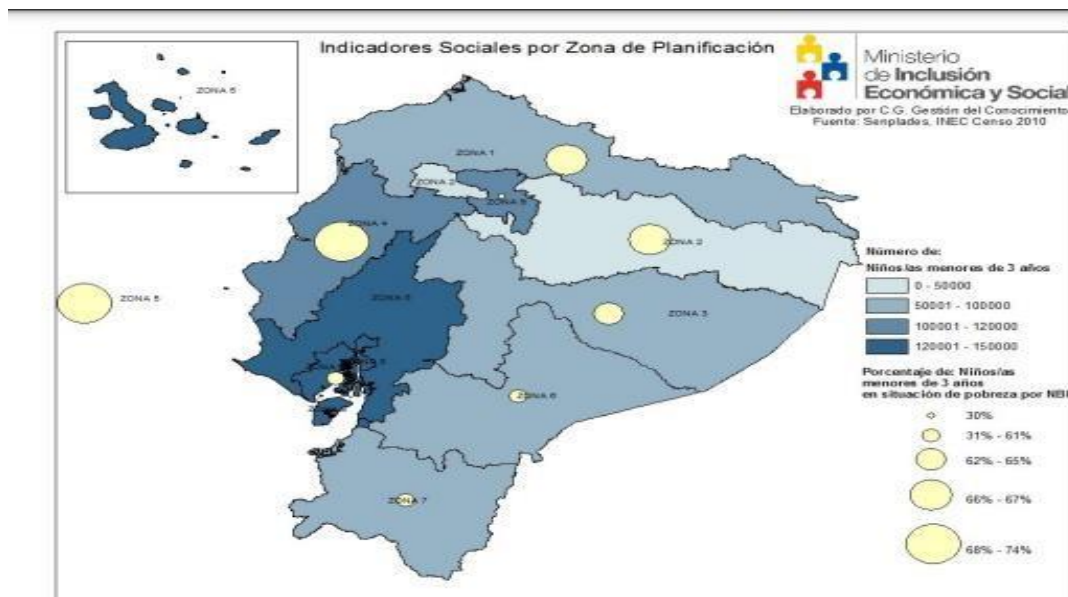 Indicadores Sociales por Zona de Planificación
Ministerio
de Inclusión
Económica y Social
Elaborado por C.G. Gestión del Conocimiento
Fuente: Senplades, INEC Censo 2010
ZONA 5
ZONA 1
ZONA 2
ZONA 9
ZONA 4
ZONA 2
ZONA 5
ZONA 5
ZONA 3
ZONA 6
ZONA 7
Número de:
Niños/as menores de 3 años
0 - 50000
50001 - 100000
100001 - 120000
120001 - 150000
Porcentaje de: Niños/as
menores de 3 años
en situación de pobreza por NBI
30%
31% - 61%
62% - 65%
66% - 67%
68% - 74%